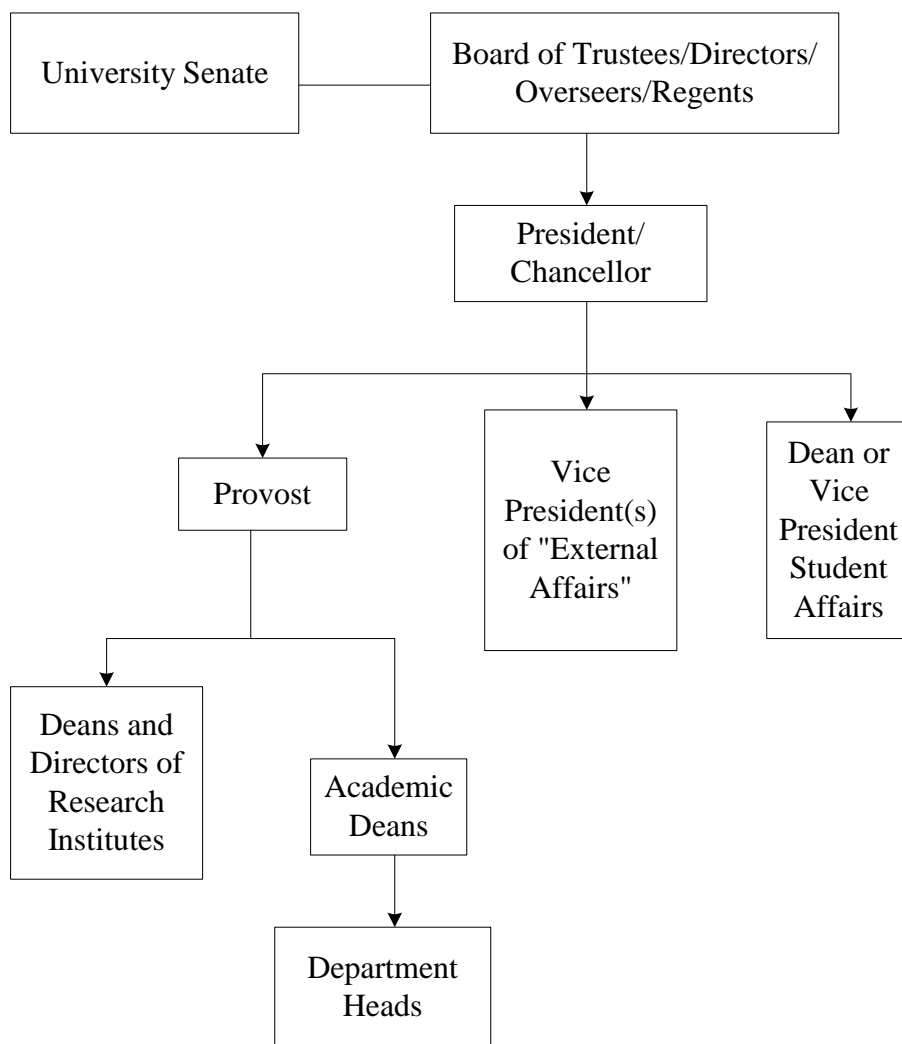 University Senate
Board of Trustees/Directors/
Overseers/Regents
President/
Chancellor
Provost
Vice
President(s)
of "External
Affairs"
Dean or
Vice
President
Student
Affairs
Deans and
Directors of
Research
Institutes
Academic
Deans
Department
Heads